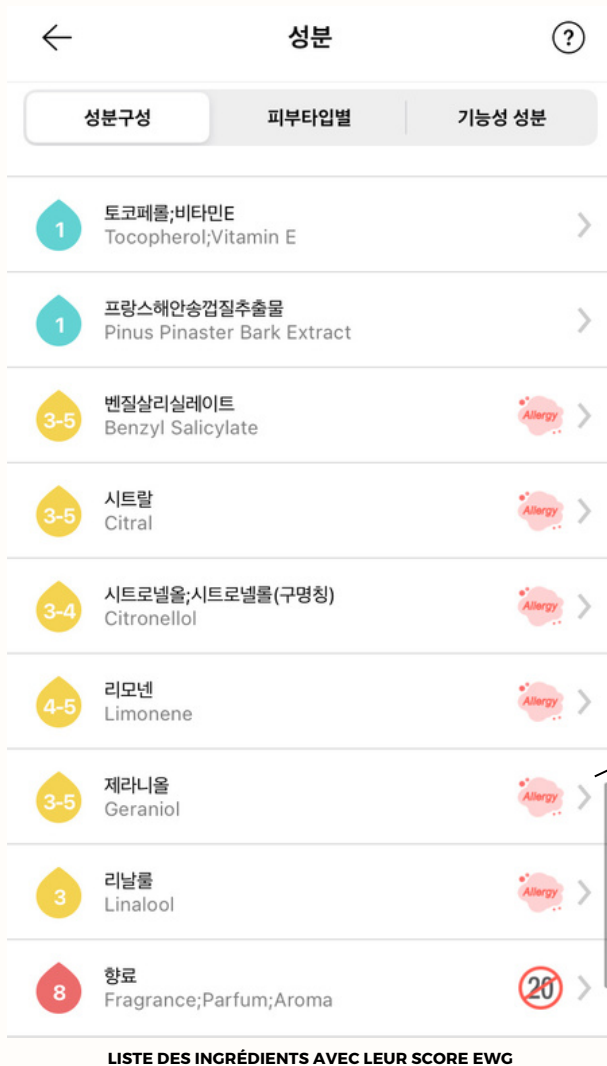 성분
?
성분구성 피부타입별 기능성 성분
1
토코페롤;비타민E
Tocopherol;Vitamin E
1
프랑스해안송껍질추출물
Pinus Pinaster Bark Extract
3-5
벤질살리실레이트
Benzyl Salicylate
Allergy
3-5
시트랄
Citral
Allergy
3-4
시트로넬올;시트로넬롤(구명칭)
Citronellol
Allergy
4-5
리모넨
Limonene
Allergy
3-5
제라니올
Geraniol
Allergy
3
리날룰
Linalool
Allergy
8
향료
Fragrance;Parfum;Aroma
20
LISTE DES INGRÉDIENTS AVEC LEUR SCORE EWG